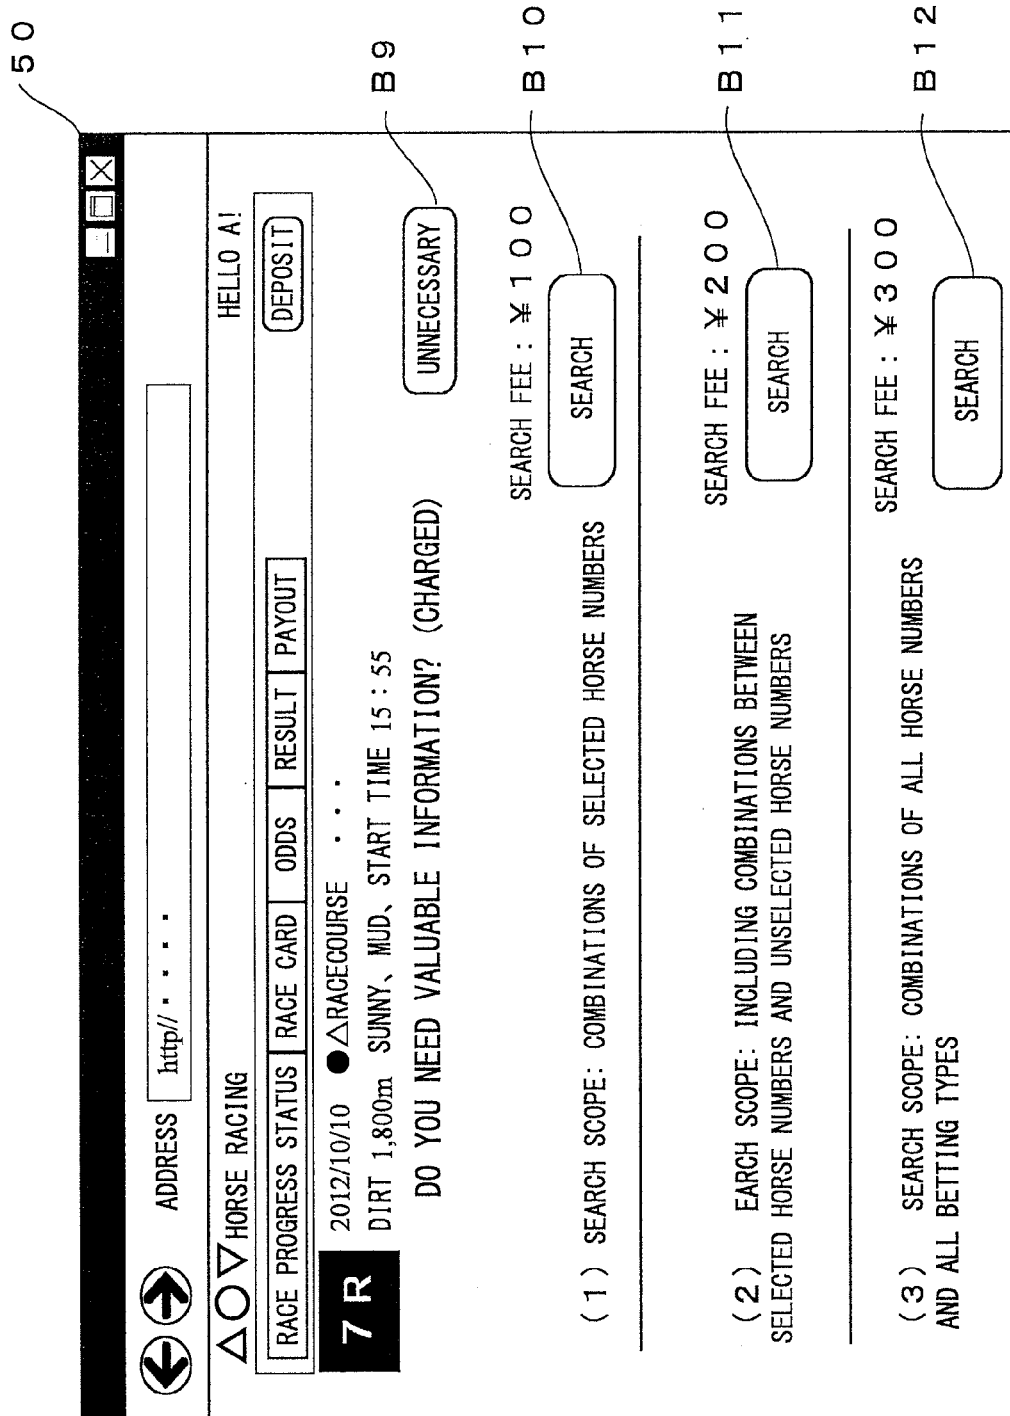 50
ADDRESS http// ・ ・ ・ ・
△○▽HORSE RACING HELLO A!
RACE PROGRESS STATUS RACE CARD ODDS RESULT PAYOUT DEPOSIT
7R 2012/10/10 ●△RACECOURSE ・・・
DIRT 1,800m SUNNY、MUD、START TIME 15:55
DO YOU NEED VALUABLE INFORMATION? (CHARGED) UNNECESSARY B9
SEARCH FEE:¥100
(1) SEARCH SCOPE: COMBINATIONS OF SELECTED HORSE NUMBERS SEARCH B10
SEARCH FEE:¥200
(2) EARCH SCOPE: INCLUDING COMBINATIONS BETWEEN
SELECTED HORSE NUMBERS AND UNSELECTED HORSE NUMBERS SEARCH B11
SEARCH FEE:¥300
(3) SEARCH SCOPE: COMBINATIONS OF ALL HORSE NUMBERS
AND ALL BETTING TYPES SEARCH B12